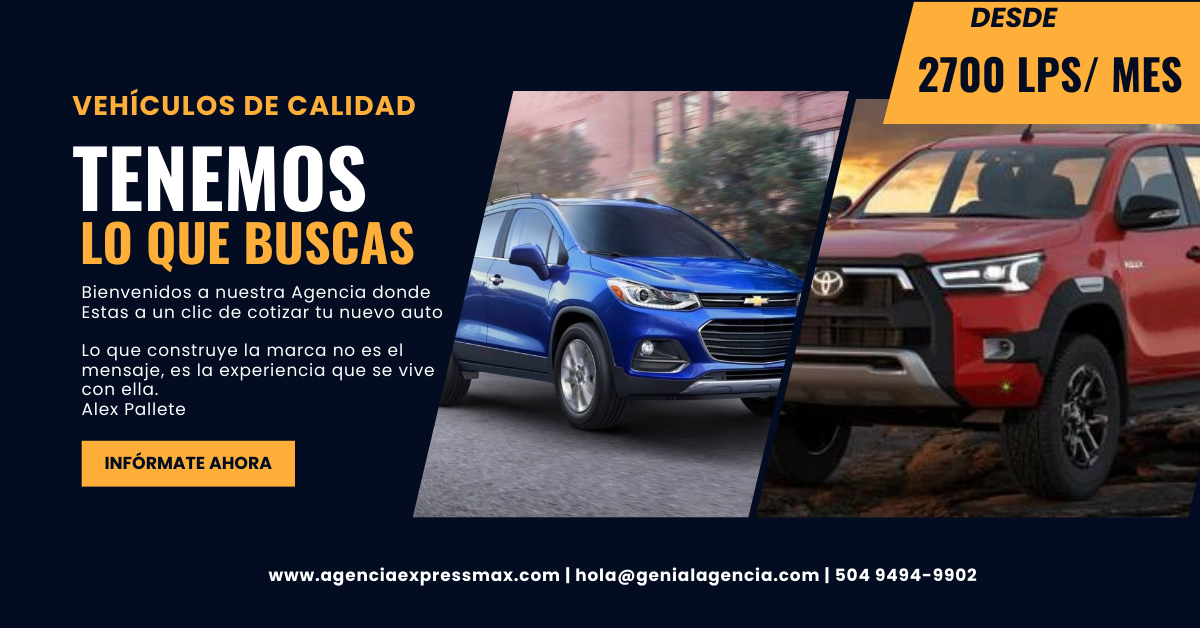 DESDE
2700 LPS/ MES
VEHÍCULOS DE CALIDAD
TENEMOS
LO QUE BUSCAS
Bienvenidos a nuestra Agencia donde
Estas a un clic de cotizar tu nuevo auto
Lo que construye la marca no es el
mensaje, es la experiencia que se vive
con ella.
Alex Pallete
INFÓRMATE AHORA
www.agenciaexpressmax.com | hola@genialagencia.com | 504 9494-9902